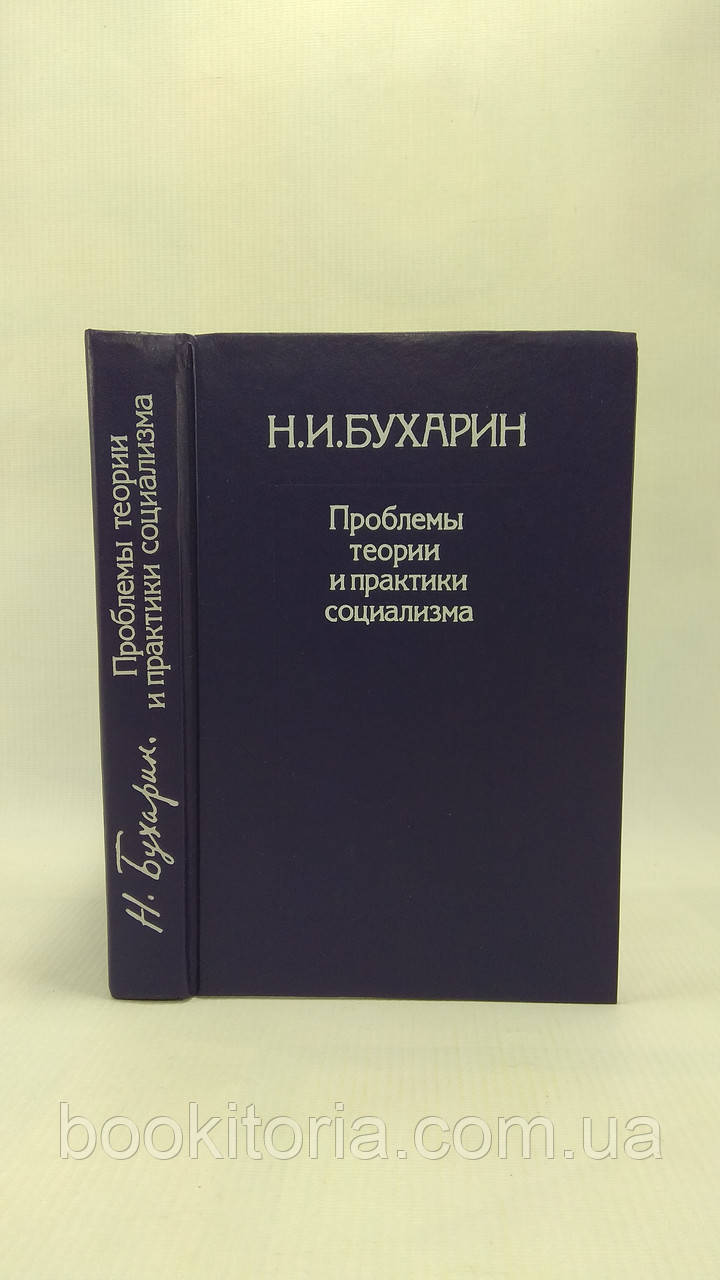 Н.И.БУХАРИН
Проблемы
теории
и практики
социализма
Проблемы теории
и практики социализма
Н. Бухарин.
bookitoria.com.ua